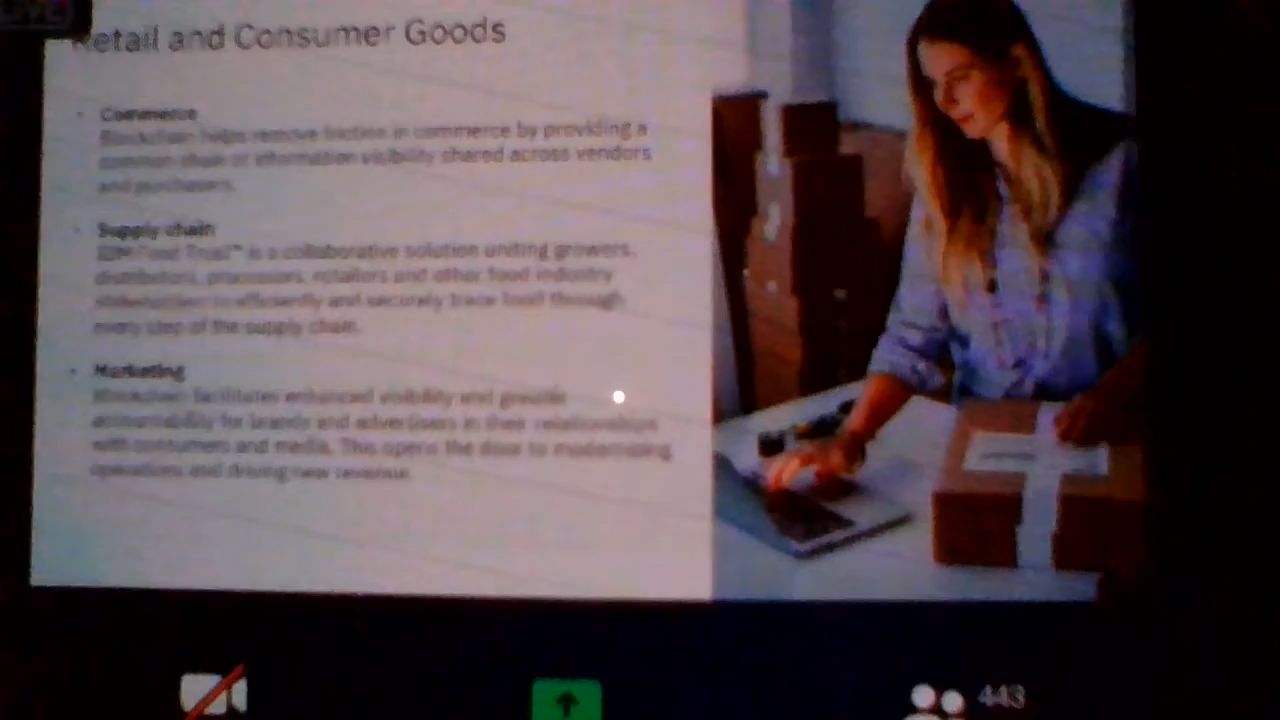 Retail and Consumer Goods
Commerce
Blockchain helps remove friction in commerce by providing a
common chain of information visibility shared across vendors
and purchasers.
Supply chain
IBM Food Trust™ is a collaborative solution uniting growers,
distributors, processors, retailers and other food industry
stakeholders to efficiently and securely trace food through
every step of the supply chain.
Marketing
Blockchain facilitates enhanced visibility and greater
accountability for brands and advertisers in their relationships
with consumers and media. This opens the door to modernizing
operations and driving new revenue.
443